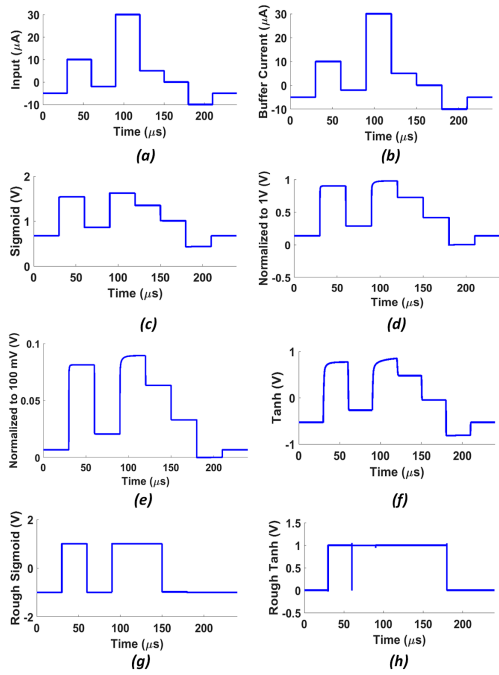 Input (μA)
30
20
10
0
-10
0 50 100 150 200
Time (μs)
(a)
Buffer Current (μA)
30
20
10
0
-10
0 50 100 150 200
Time (μs)
(b)
Sigmoid (V)
2
1
0
0 50 100 150 200
Time (μs)
(c)
Normalized to 1V (V)
1
0.5
0
-0.5
0 50 100 150 200
Time (μs)
(d)
Normalized to 100 mV (V)
0.1
0.05
0
0 50 100 150 200
Time (μs)
(e)
Tanh (V)
1
0
-1
0 50 100 150 200
Time (μs)
(f)
Rough Sigmoid (V)
2
0
-2
0 50 100 150 200
Time (μs)
(g)
Rough Tanh (V)
1.5
1
0.5
0
-0.5
0 50 100 150 200
Time (μs)
(h)